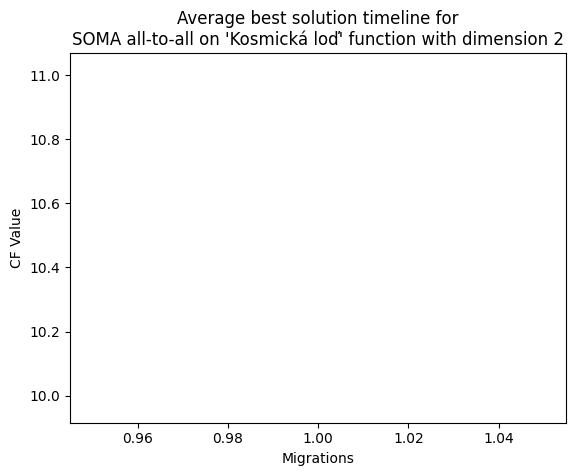 Average best solution timeline for
SOMA all-to-all on 'Kosmická loď' function with dimension 2
11.0
10.8
10.6
10.4
10.2
10.0
CF Value
0.96 0.98 1.00 1.02 1.04
Migrations